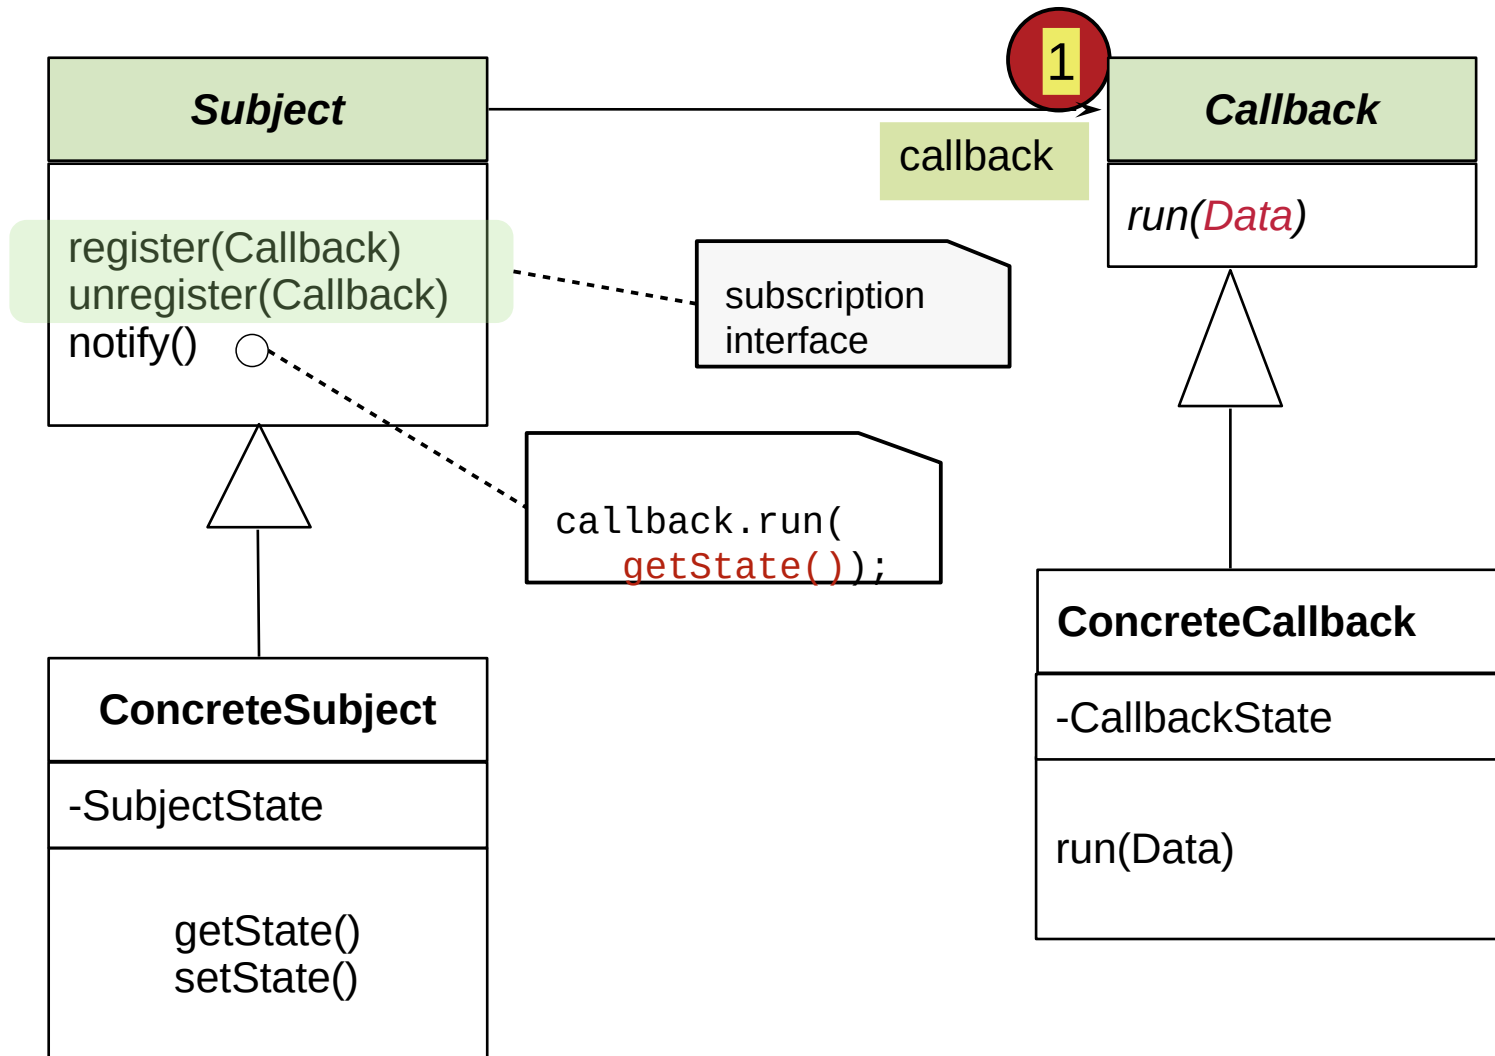 Subject
register(Callback)
unregister(Callback)
notify()
1
callback
Callback
run(Data)
subscription
interface
callback.run(
getState());
ConcreteSubject
-SubjectState
getState()
setState()
ConcreteCallback
-CallbackState
run(Data)